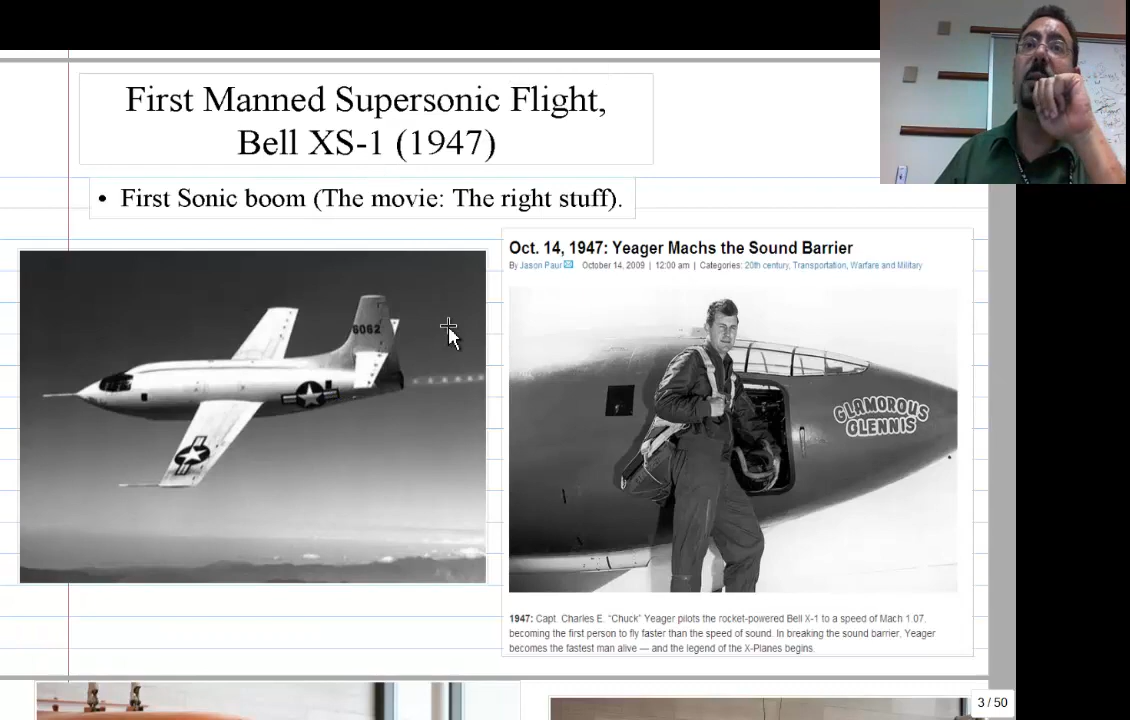 First Manned Supersonic Flight,
Bell XS-1 (1947)
• First Sonic boom (The movie: The right stuff).
Oct. 14, 1947: Yeager Machs the Sound Barrier
By Jason Paur October 14, 2009 | 12:00 am | Categories: 20th century, Transportation, Warfare and Military
6062
GLAMOROUS
GLENNIS
1947: Capt. Charles E. "Chuck" Yeager pilots the rocket-powered Bell X-1 to a speed of Mach 1.07,
becoming the first person to fly faster than the speed of sound. In breaking the sound barrier, Yeager
becomes the fastest man alive — and the legend of the X-Planes begins.
3 / 50